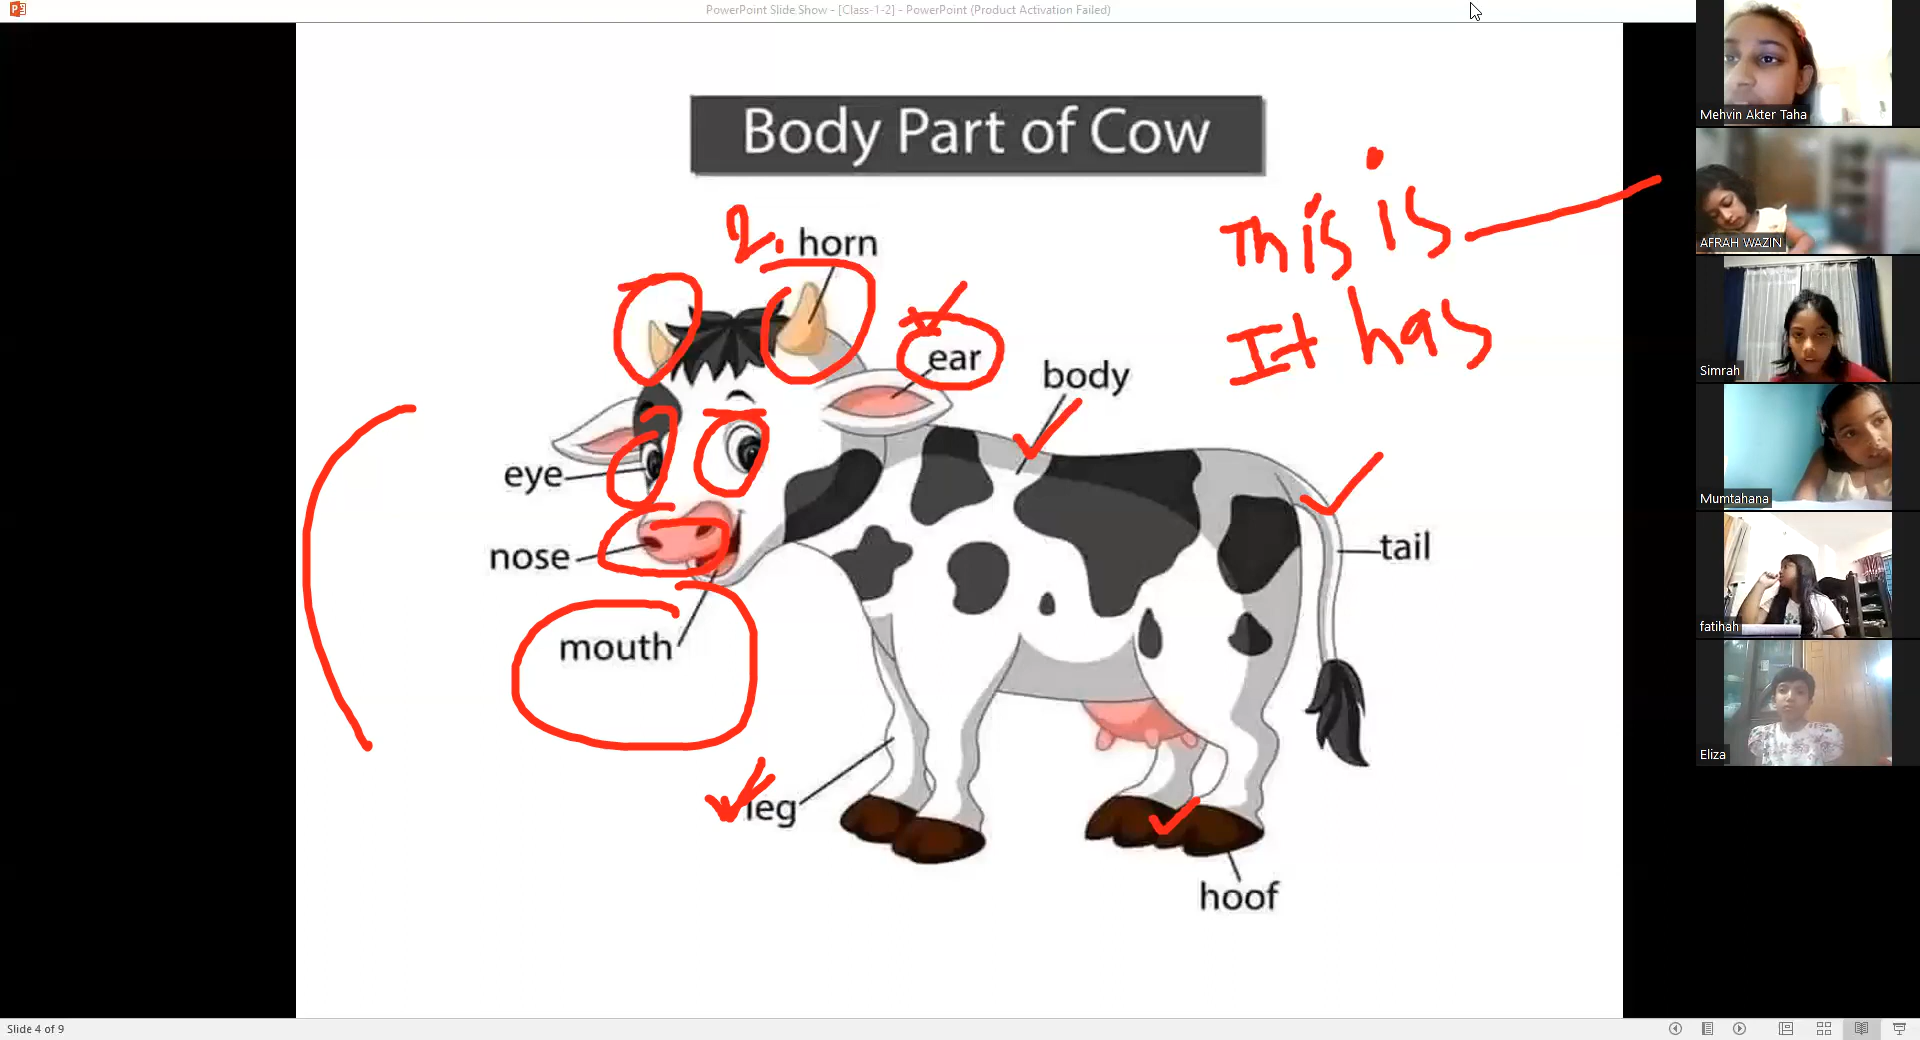 PowerPoint Slide Show - [Class-1-2] - PowerPoint (Product Activation Failed)
Body Part of Cow
This is
It has
2.
horn
ear
body
eye
nose
tail
mouth
leg
hoof
Mehvin Akter Taha
AFRAH WAZIN
Simrah
Mumtahana
fatihah
Eliza
Slide 4 of 9